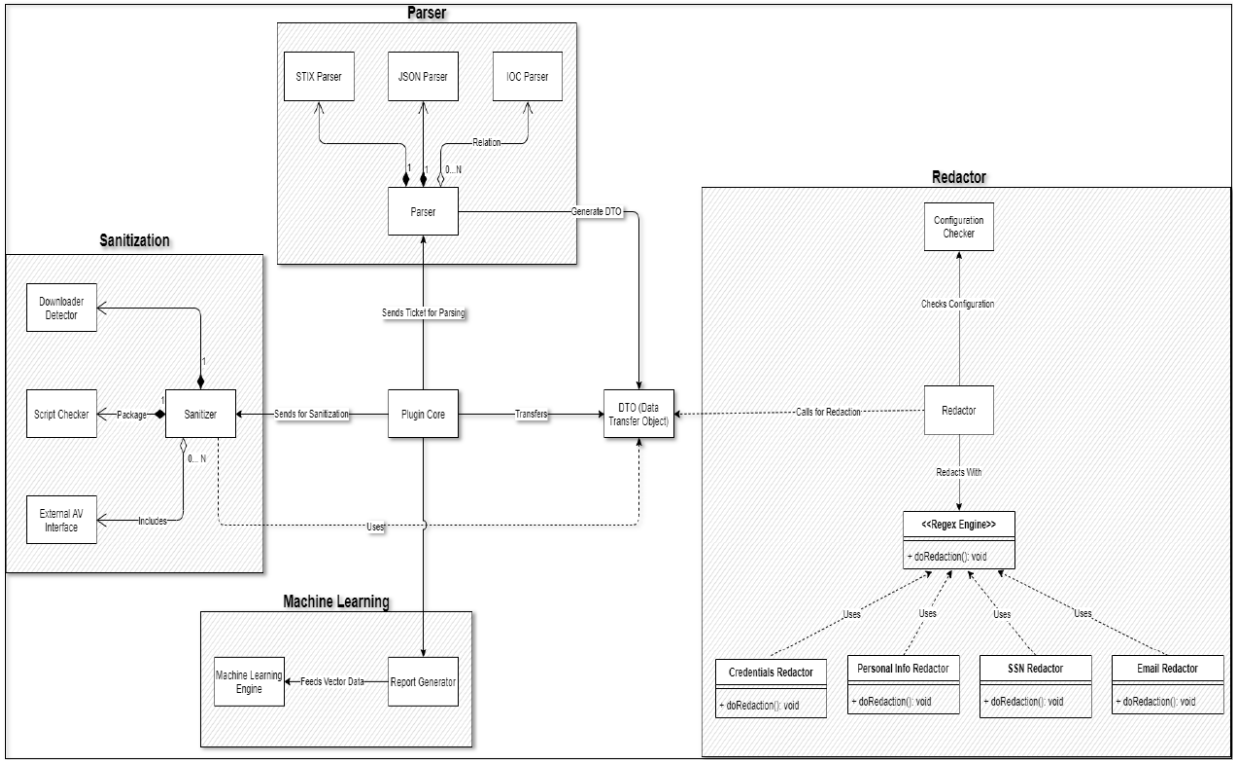 Parser
STIX Parser
JSON Parser
IOC Parser
Relation
1
1
0...N
Parser
Generate DTO
Redactor
Configuration
Checker
Sanitization
Downloader
Detector
Sends Ticket for Parsing
Checks Configuration
1
Script Checker
Package
1
Sanitizer
Sends for Sanitization
Plugin Core
Transfers
DTO (Data
Transfer Object)
Calls for Redaction
Redactor
0... N
Redacts With
External AV
Interface
Includes
Uses
<<Regex Engine>>
+ doRedaction(): void
Machine Learning
Uses
Uses
Uses
Uses
Machine Learning
Engine
Feeds Vector Data
Report Generator
Credentials Redactor
+ doRedaction(): void
Personal Info Redactor
+ doRedaction(): void
SSN Redactor
+ doRedaction(): void
Email Redactor
+ doRedaction(): void